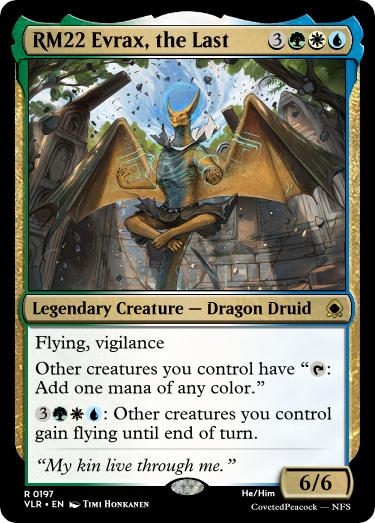 RM22 Evrax, the Last 3
Legendary Creature — Dragon Druid
Flying, vigilance
Other creatures you control have “: Add one mana of any color.”
3: Other creatures you control
gain flying until end of turn.
“My kin live through me.”
6/6
R 0197 He/Him
VLR • EN Timi Honkanen CovetedPeacock — NFS